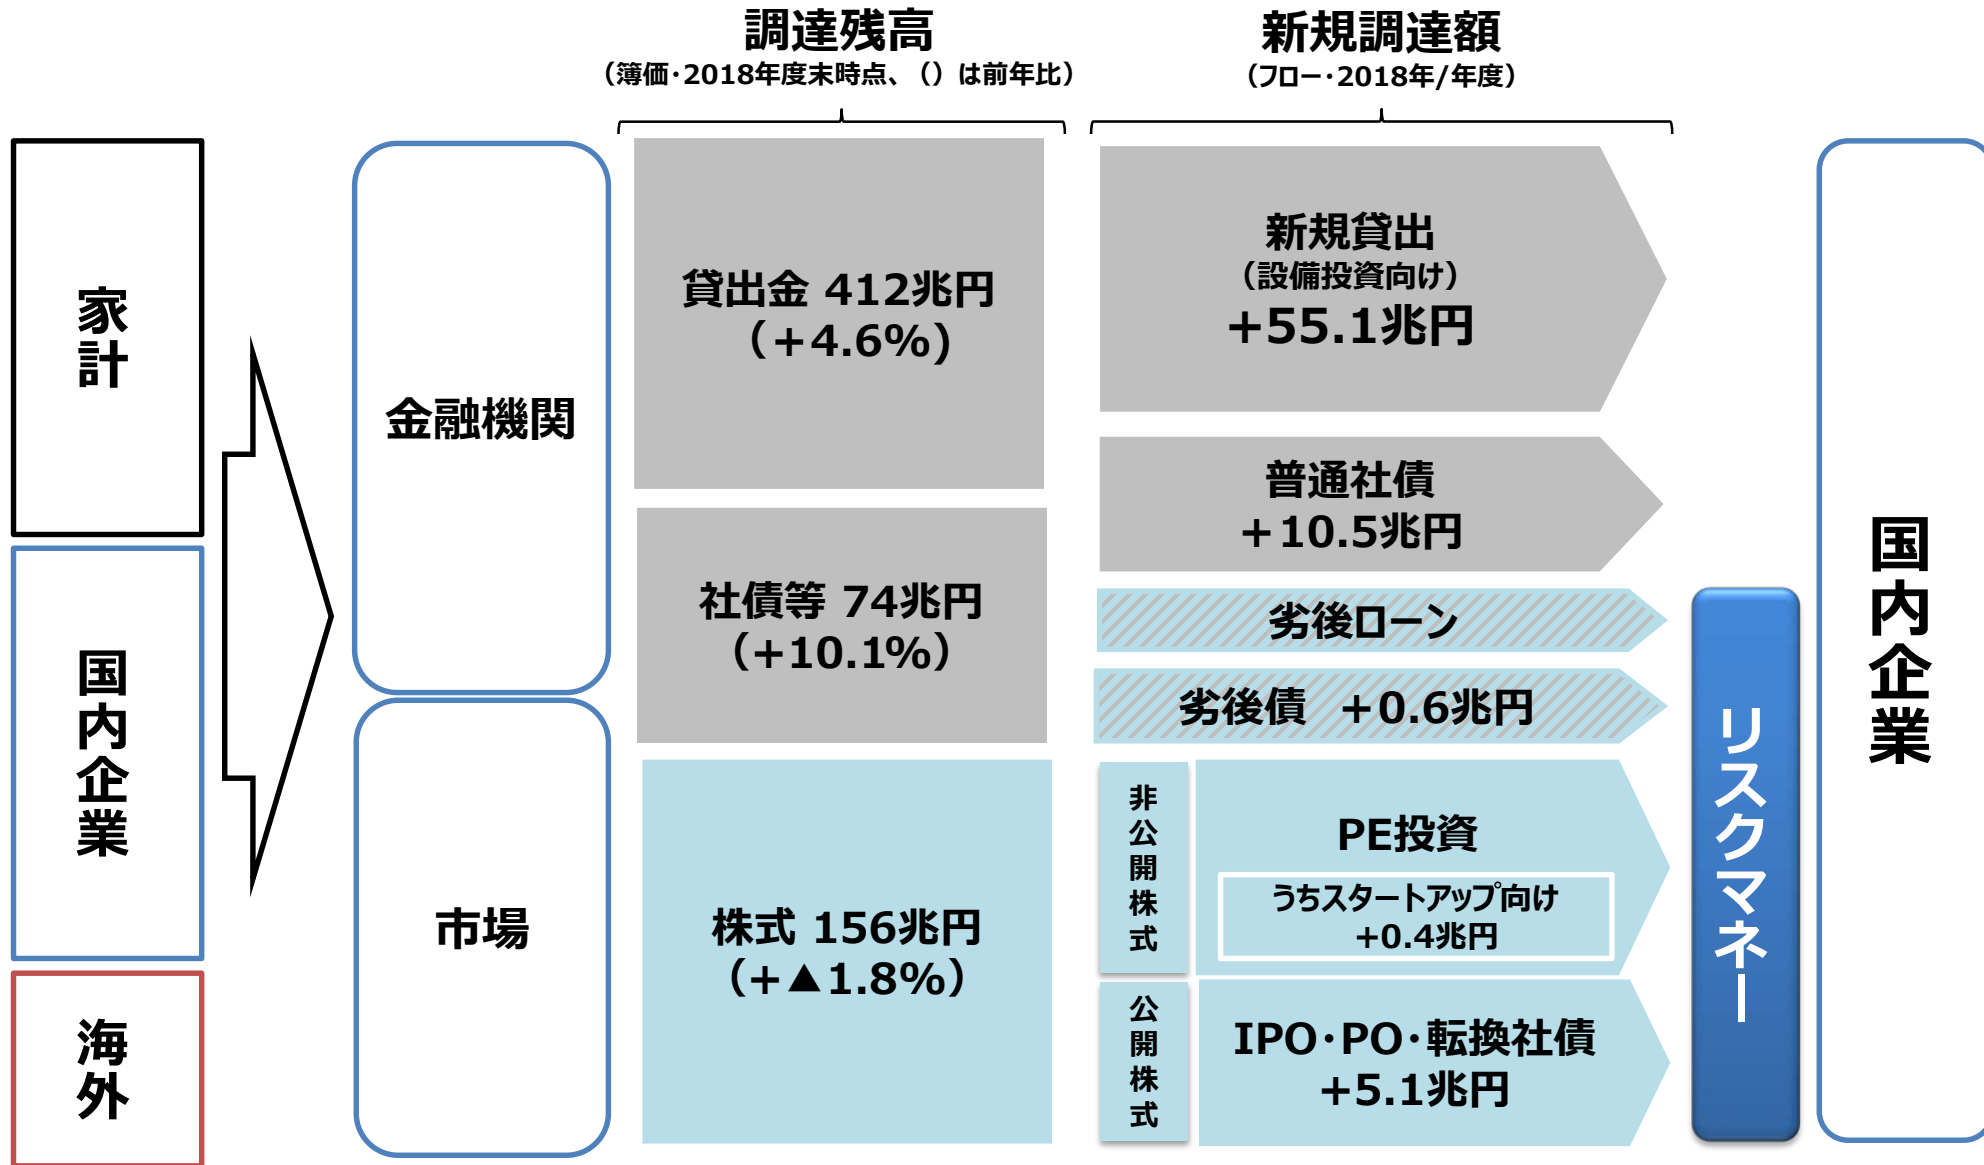 調達残高
（簿価・2018年度末時点、（）は前年比）
新規調達額
（フロー・2018年/年度）
家計
国内企業
海外
金融機関
市場
貸出金 412兆円
（+4.6%)
社債等 74兆円
（+10.1%）
株式 156兆円
（+▲1.8%）
新規貸出
（設備投資向け）
+55.1兆円
普通社債
+10.5兆円
劣後ローン
劣後債 +0.6兆円
非公開株式
PE投資
うちスタートアップ向け
+0.4兆円
公開株式
IPO・PO・転換社債
+5.1兆円
リスクマネー
国内企業